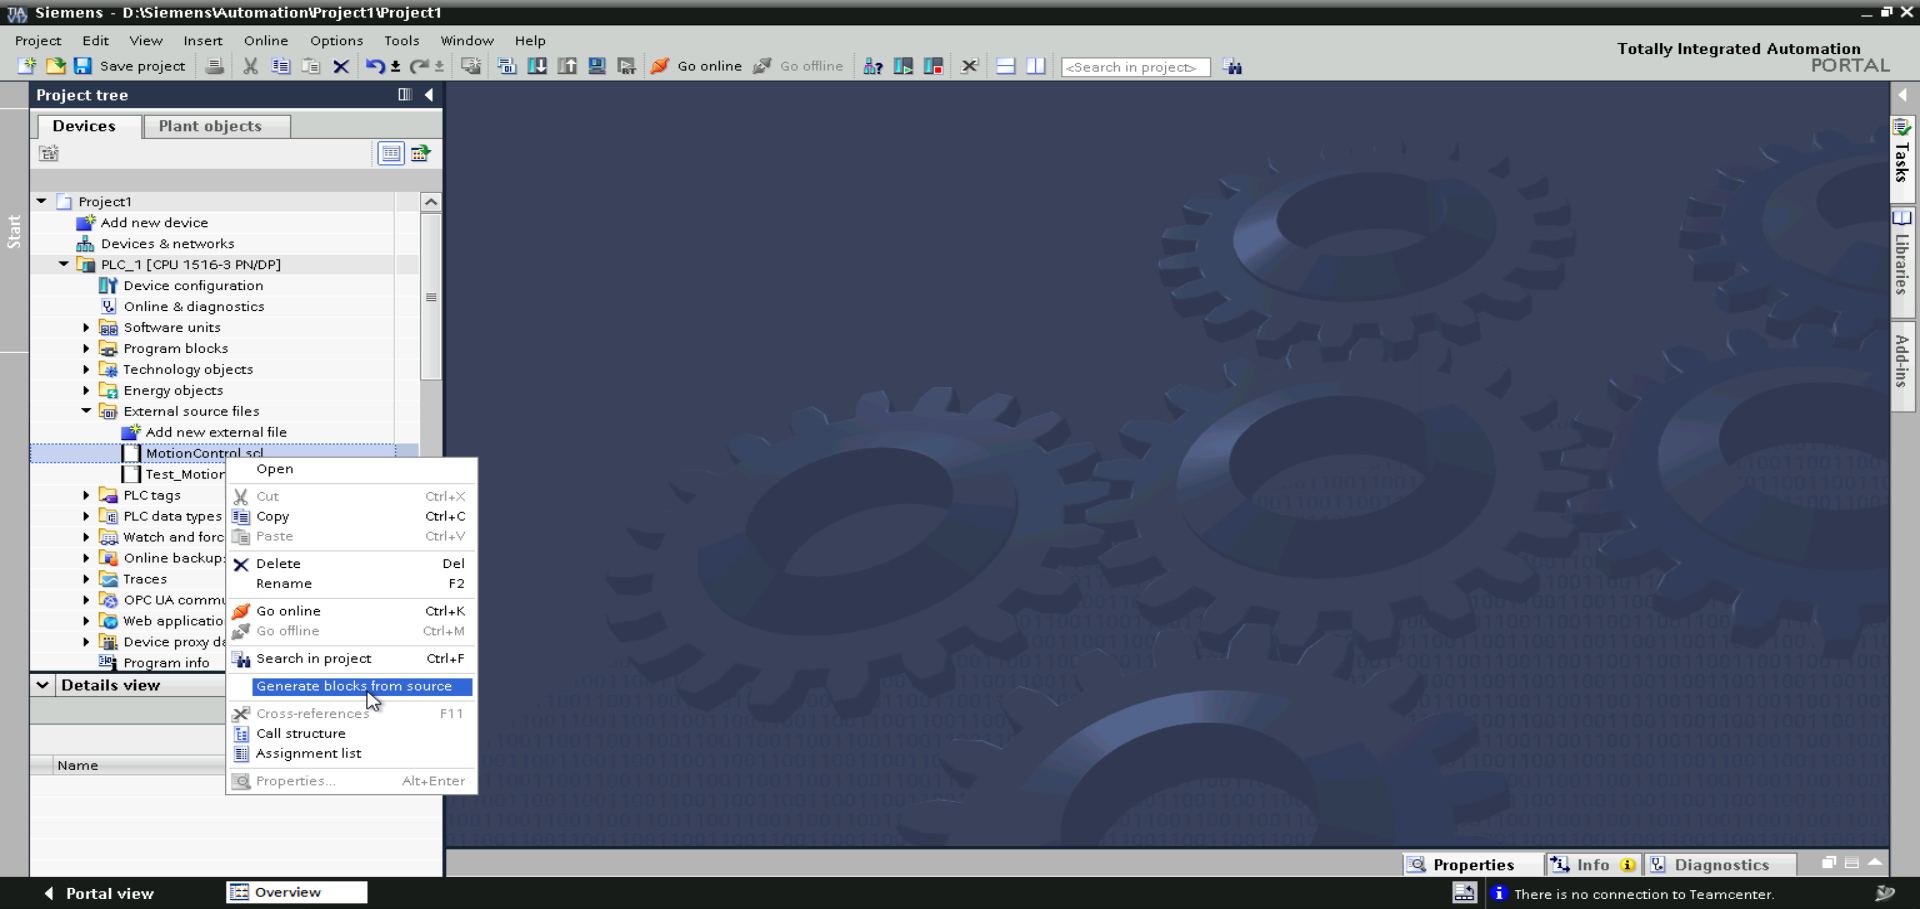 Siemens - D:\Siemens\Automation\Project1\Project1
Project Edit View Insert Online Options Tools Window Help
Totally Integrated Automation
PORTAL
Save project Go online Go offline <Search in project>
Project tree
Devices Plant objects
Start
Project1
Add new device
Devices & networks
PLC_1 [CPU 1516-3 PN/DP]
Device configuration
Online & diagnostics
Software units
Program blocks
Technology objects
Energy objects
External source files
Add new external file
MotionControl.scl
Test_Motion
PLC tags
PLC data types
Watch and forc
Online backup
Traces
OPC UA commu
Web applicatio
Device proxy da
Program info
Open
Cut Ctrl+X
Copy Ctrl+C
Paste Ctrl+V
Delete Del
Rename F2
Go online Ctrl+K
Go offline Ctrl+M
Search in project Ctrl+F
Generate blocks from source
Cross-references F11
Call structure
Assignment list
Properties... Alt+Enter
Details view
Name
Tasks
Libraries
Add-ins
Properties Info Diagnostics
Portal view Overview
There is no connection to Teamcenter.